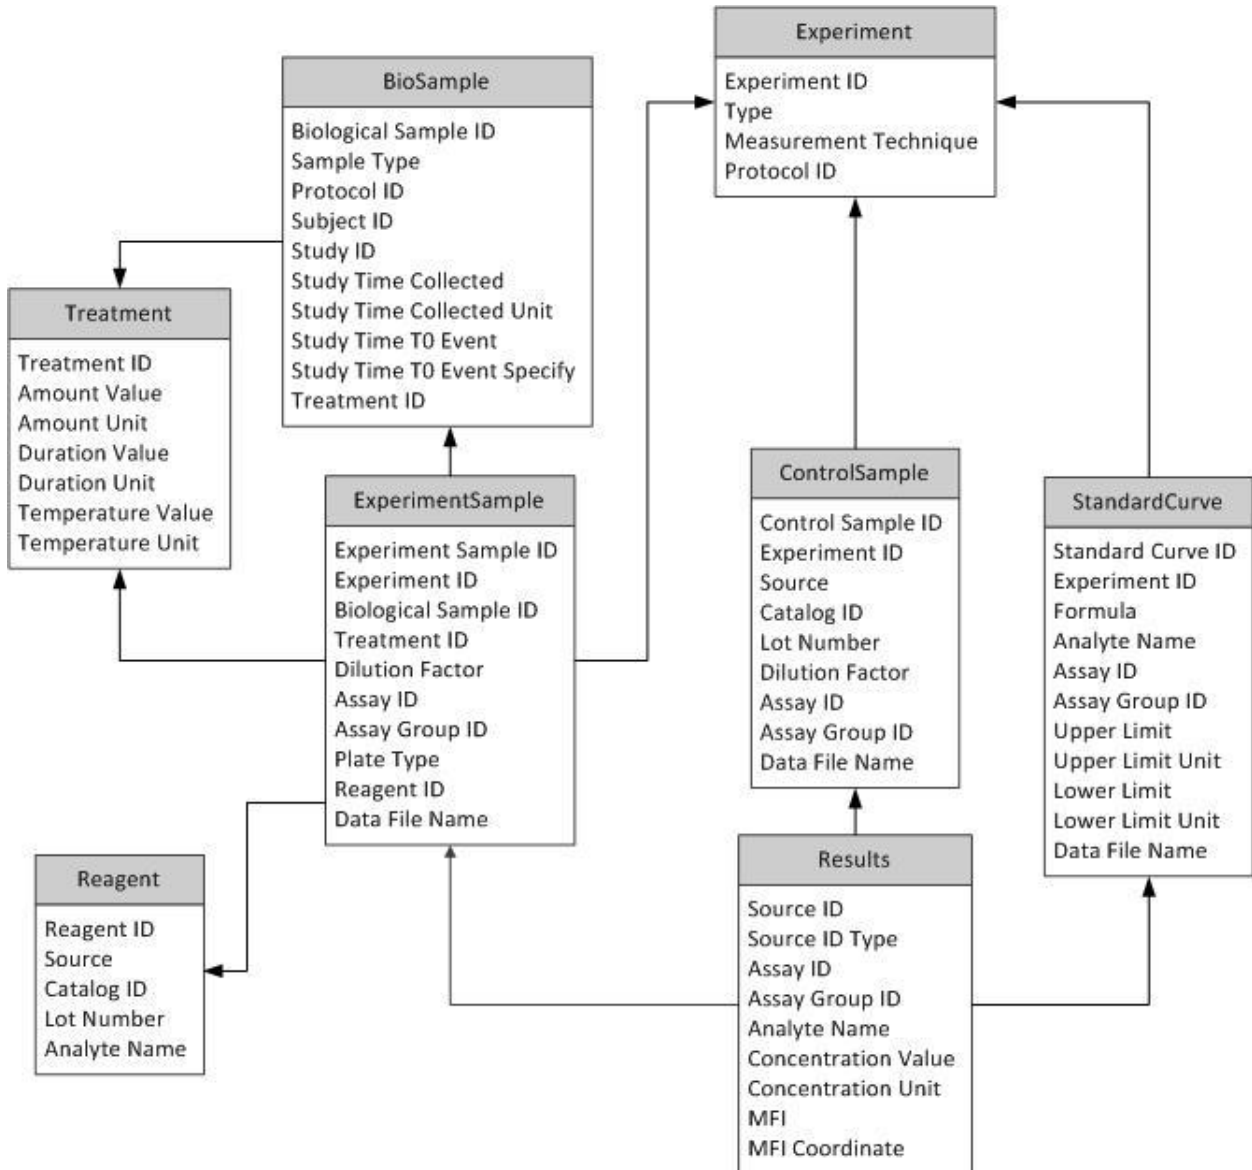 Experiment
Experiment ID
Type
Measurement Technique
Protocol ID
BioSample
Biological Sample ID
Sample Type
Protocol ID
Subject ID
Study ID
Study Time Collected
Study Time Collected Unit
Study Time T0 Event
Study Time T0 Event Specify
Treatment ID
Treatment
Treatment ID
Amount Value
Amount Unit
Duration Value
Duration Unit
Temperature Value
Temperature Unit
ExperimentSample
Experiment Sample ID
Experiment ID
Biological Sample ID
Treatment ID
Dilution Factor
Assay ID
Assay Group ID
Plate Type
Reagent ID
Data File Name
ControlSample
Control Sample ID
Experiment ID
Source
Catalog ID
Lot Number
Dilution Factor
Assay ID
Assay Group ID
Data File Name
StandardCurve
Standard Curve ID
Experiment ID
Formula
Analyte Name
Assay ID
Assay Group ID
Upper Limit
Upper Limit Unit
Lower Limit
Lower Limit Unit
Data File Name
Reagent
Reagent ID
Source
Catalog ID
Lot Number
Analyte Name
Results
Source ID
Source ID Type
Assay ID
Assay Group ID
Analyte Name
Concentration Value
Concentration Unit
MFI
MFI Coordinate